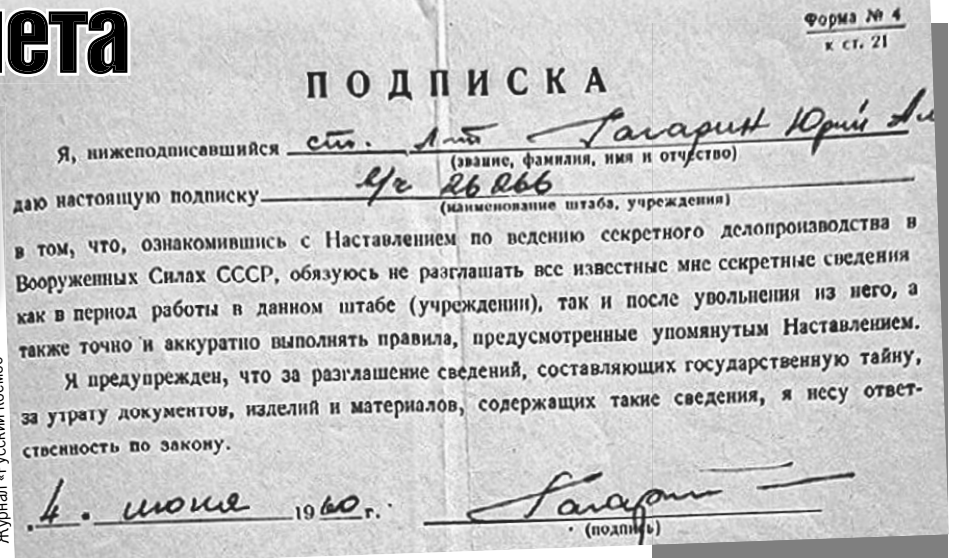 лета
Форма № 4
к ст. 21
ПОДПИСКА
Я, нижеподписавшийся ст. л-т Гагарин Юрий Ал
(звание, фамилия, имя и отчество)
даю настоящую подписку в/ч 26266
(наименование штаба, учреждения)
в том, что, ознакомившись с Наставлением по ведению секретного делопроизводства в
Вооруженных Силах СССР, обязуюсь не разглашать все известные мне секретные сведения
как в период работы в данном штабе (учреждении), так и после увольнения из него, а
также точно и аккуратно выполнять правила, предусмотренные упомянутым Наставлением.
Я предупрежден, что за разглашение сведений, составляющих государственную тайну,
за утрату документов, изделий и материалов, содержащих такие сведения, я несу ответ-
ственность по закону.
4. июня 1960 г. Гагарин
(подпись)
Журнал «Русский космос»